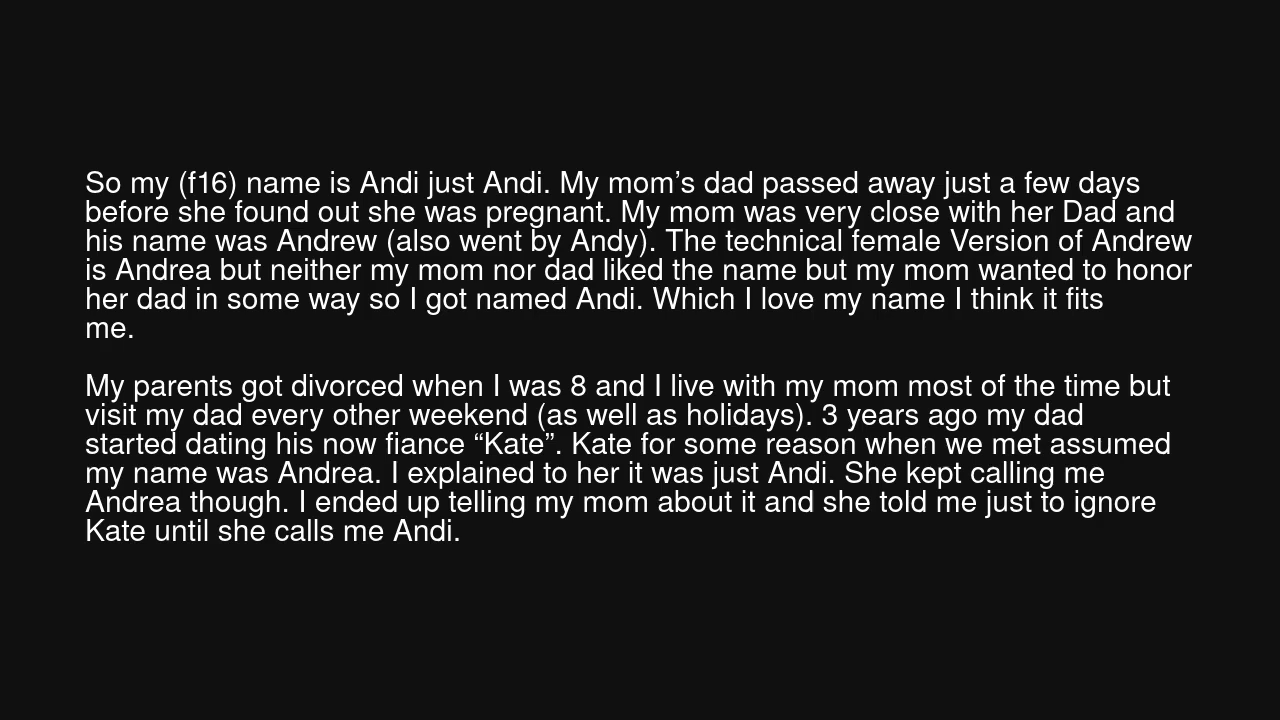 So my (f16) name is Andi just Andi. My mom’s dad passed away just a few days
before she found out she was pregnant. My mom was very close with her Dad and
his name was Andrew (also went by Andy). The technical female Version of Andrew
is Andrea but neither my mom nor dad liked the name but my mom wanted to honor
her dad in some way so I got named Andi. Which I love my name I think it fits
me.
My parents got divorced when I was 8 and I live with my mom most of the time but
visit my dad every other weekend (as well as holidays). 3 years ago my dad
started dating his now fiance “Kate”. Kate for some reason when we met assumed
my name was Andrea. I explained to her it was just Andi. She kept calling me
Andrea though. I ended up telling my mom about it and she told me just to ignore
Kate until she calls me Andi.